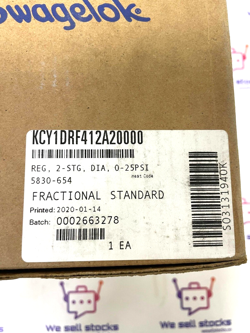 Swagelok
KCY1DRF412A20000
REG, 2-STG, DIA, 0-25PSI
5830-654
FRACTIONAL STANDARD
Printed: 2020-01-14
Batch: 0002663278
1 EA
SO3131940K
We sell stocks
We sell stocks